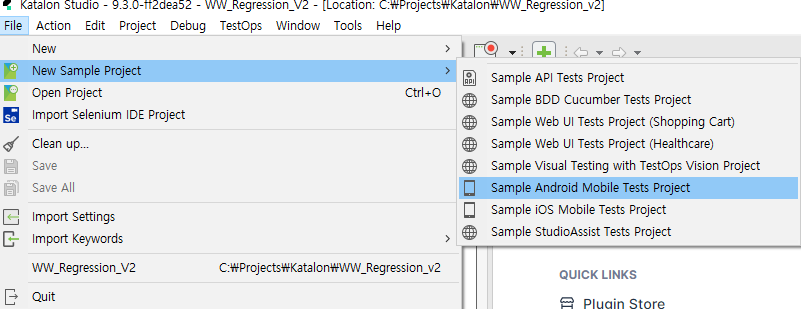 Katalon Studio - 9.3.0-ff2dea52 - WW_Regression_V2 - [Location: C:₩Projects₩Katalon₩WW_Regression_v2]
File Action Project Debug TestOps Window Tools Help
New
New Sample Project
Open Project Ctrl+O
Import Selenium IDE Project
Clean up...
Save
Save All
Import Settings
Import Keywords
WW_Regression_V2 C:₩Projects₩Katalon₩WW_Regression_v2
Quit
Sample API Tests Project
Sample BDD Cucumber Tests Project
Sample Web UI Tests Project (Shopping Cart)
Sample Web UI Tests Project (Healthcare)
Sample Visual Testing with TestOps Vision Project
Sample Android Mobile Tests Project
Sample iOS Mobile Tests Project
Sample StudioAssist Tests Project
QUICK LINKS
Plugin Store